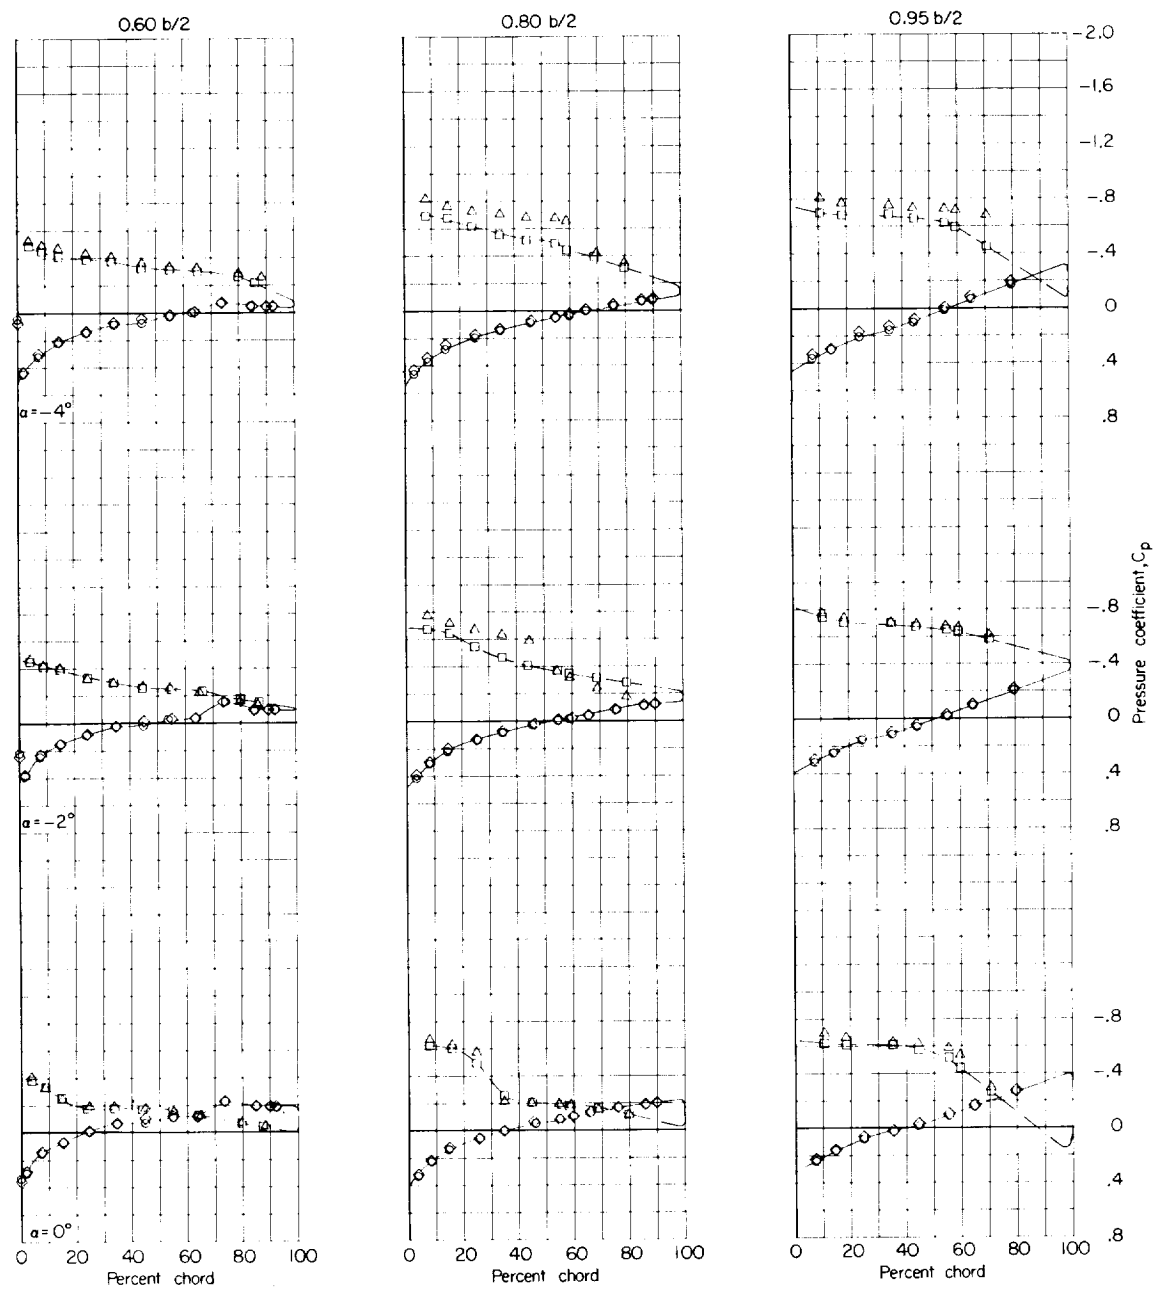 0.60 b/2
0.80 b/2
0.95 b/2
-2.0
-1.6
-1.2
-.8
-.4
0
.4
.8
α=-4°
-.8
-.4
0
.4
.8
α=-2°
-.8
-.4
0
.4
.8
α=0°
Pressure coefficient, Cp
0 20 40 60 80 100
Percent chord
0 20 40 60 80 100
Percent chord
0 20 40 60 80 100
Percent chord